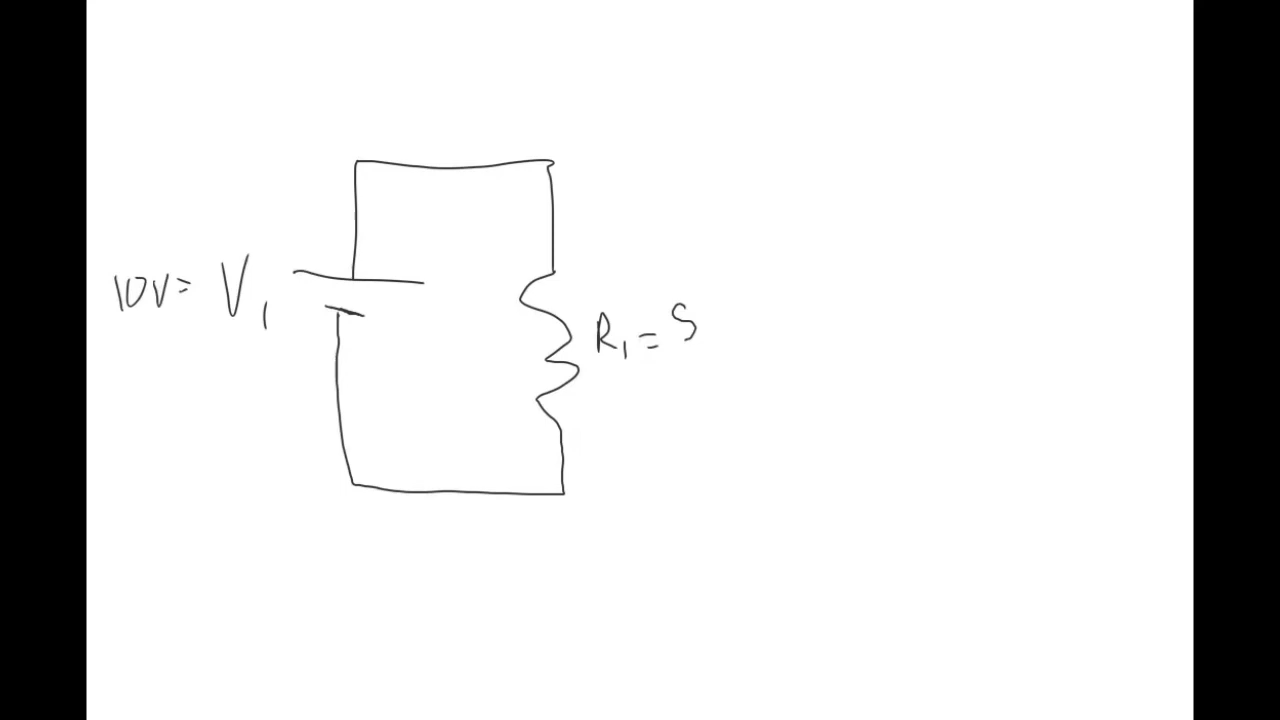 10V = V₁
R₁ = 5